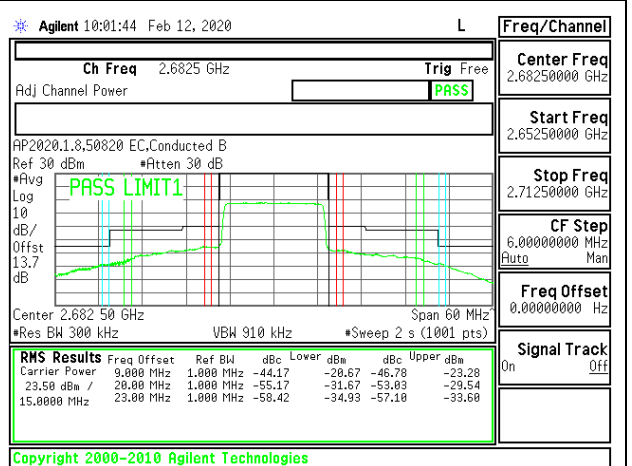 Agilent 10:01:44 Feb 12, 2020 L
Freq/Channel
Ch Freq 2.6825 GHz Trig Free
Adj Channel Power PASS
AP2020.1.8,50820 EC,Conducted B
Ref 30 dBm #Atten 30 dB
#Avg
Log
10
dB/
Offst
13.7
dB
PASS LIMIT1
Center 2.682 50 GHz Span 60 MHz
#Res BW 300 kHz VBW 910 kHz #Sweep 2 s (1001 pts)
RMS Results Freq Offset Ref BW dBc Lower dBm dBc Upper dBm
Carrier Power 9.000 MHz 1.000 MHz -44.17 -20.67 -46.78 -23.28
23.50 dBm / 20.00 MHz 1.000 MHz -55.17 -31.67 -53.03 -29.54
15.0000 MHz 23.00 MHz 1.000 MHz -58.42 -34.93 -57.10 -33.60
Center Freq
2.68250000 GHz
Start Freq
2.65250000 GHz
Stop Freq
2.71250000 GHz
CF Step
6.00000000 MHz
Auto Man
Freq Offset
0.00000000 Hz
Signal Track
On Off
Copyright 2000-2010 Agilent Technologies